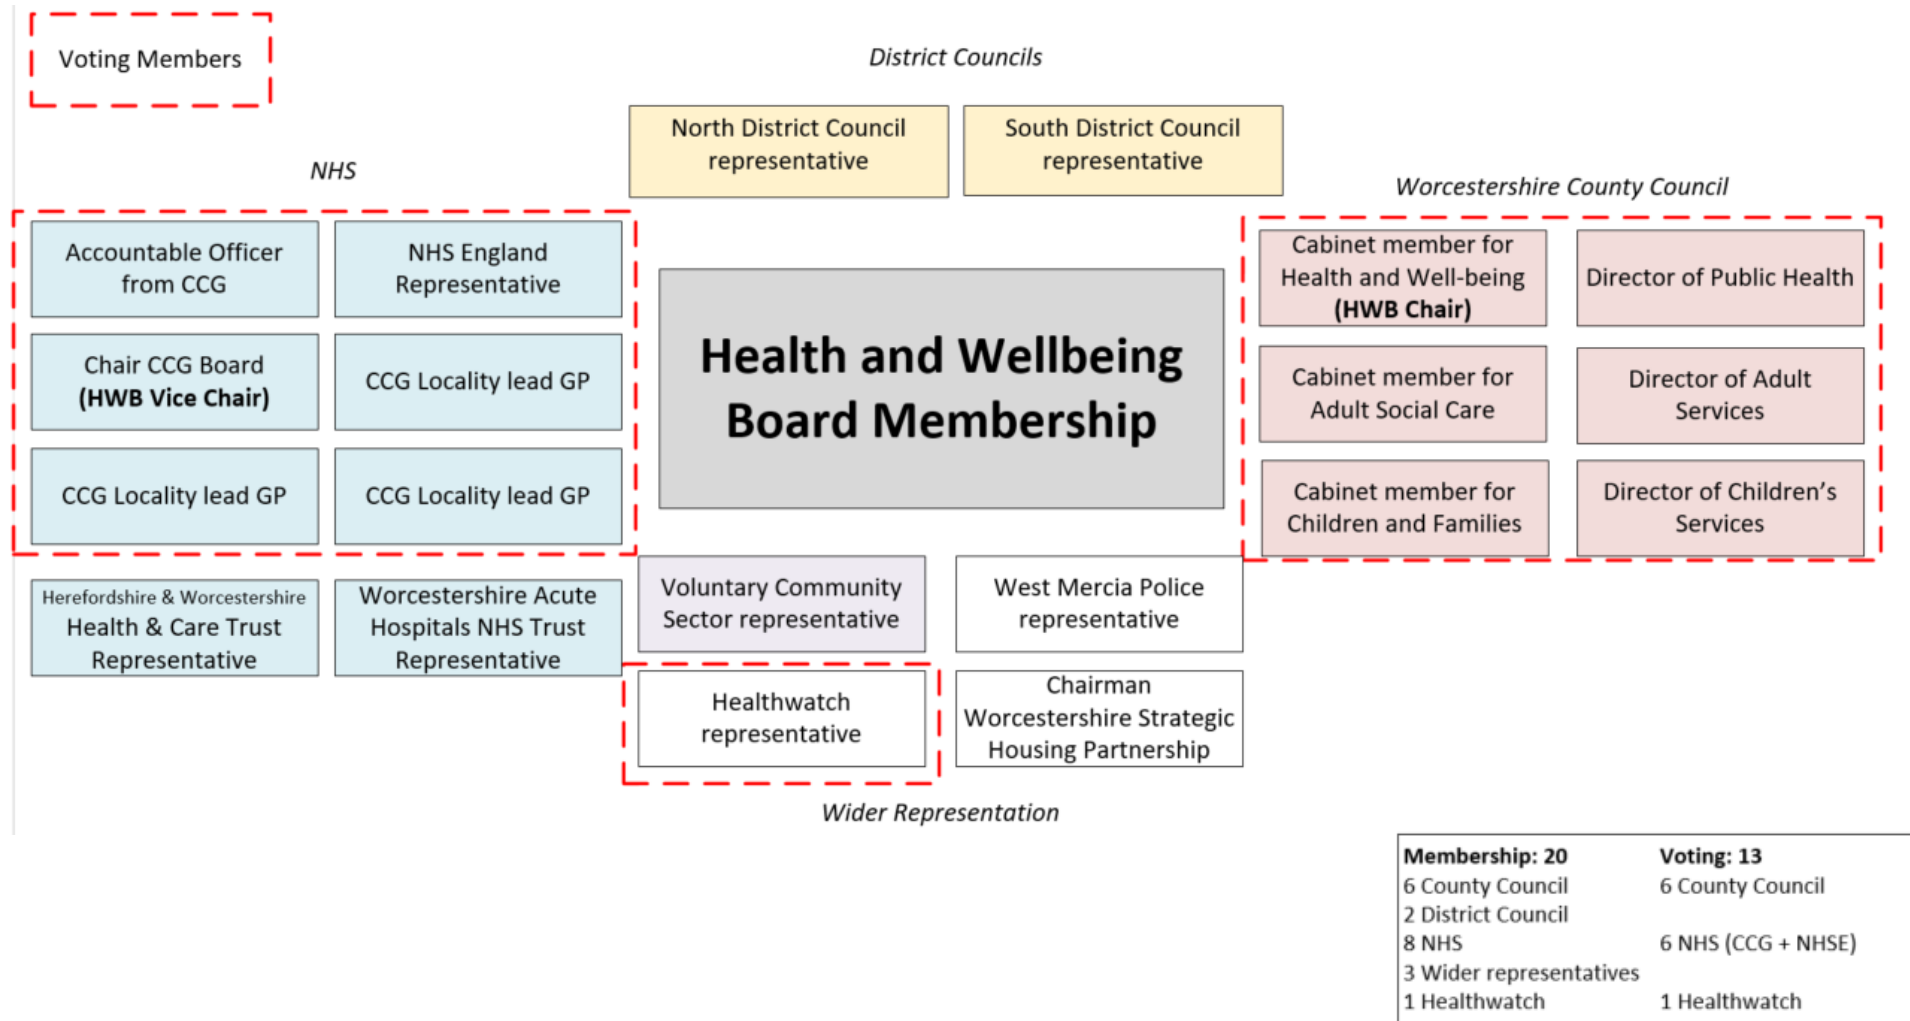 Voting Members
District Councils
North District Council
representative
South District Council
representative
NHS
Worcestershire County Council
Accountable Officer
from CCG
NHS England
Representative
Chair CCG Board
(HWB Vice Chair)
CCG Locality lead GP
CCG Locality lead GP
CCG Locality lead GP
Herefordshire & Worcestershire
Health & Care Trust
Representative
Worcestershire Acute
Hospitals NHS Trust
Representative
Health and Wellbeing
Board Membership
Cabinet member for
Health and Well-being
(HWB Chair)
Director of Public Health
Cabinet member for
Adult Social Care
Director of Adult
Services
Cabinet member for
Children and Families
Director of Children's
Services
Voluntary Community
Sector representative
West Mercia Police
representative
Healthwatch
representative
Chairman
Worcestershire Strategic
Housing Partnership
Wider Representation
Membership: 20 Voting: 13
6 County Council 6 County Council
2 District Council
8 NHS 6 NHS (CCG + NHSE)
3 Wider representatives
1 Healthwatch 1 Healthwatch